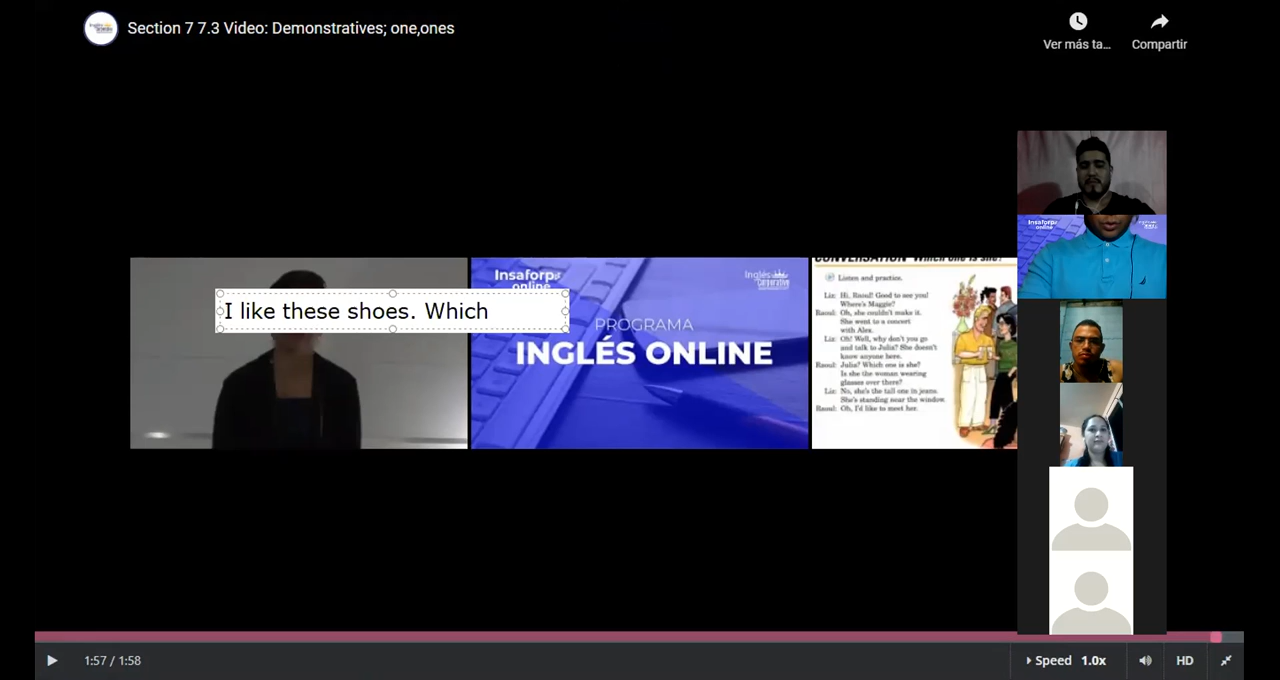 Section 7 7.3 Video: Demonstratives; one,ones
Ver más ta...
Compartir
Insaforp
online
I like these shoes. Which
PROGRAMA
INGLÉS ONLINE
Inglés
Corporativo
CONVERSATION Which one is she?
Listen and practice.
Liz: Hi, Raoul! Good to see you!
Where's Maggie?
Raoul: Oh, she couldn't make it.
She went to a concert
with Alex.
Liz: Oh! Well, why don't you go
and talk to Julia? She doesn't
know anyone here.
Raoul: Julia? Which one is she?
Is she the woman wearing
glasses over there?
Liz: No, she's the tall one in jeans.
She's standing near the window.
Raoul: Oh, I'd like to meet her.
Insaforp
online
1:57 / 1:58
Speed 1.0x
HD